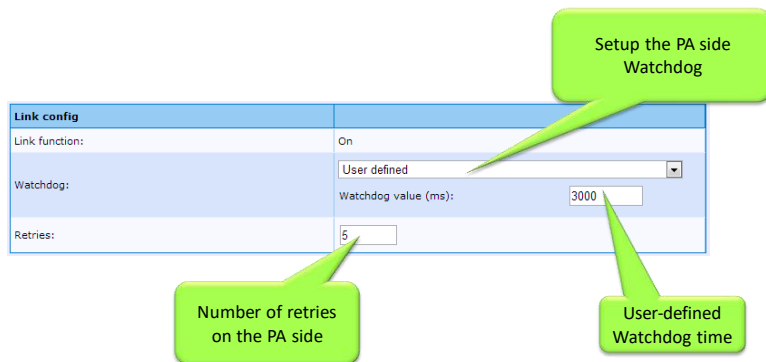 Setup the PA side
Watchdog
Link config
Link function:
On
Watchdog:
User defined
Watchdog value (ms):
3000
Retries:
5
Number of retries
on the PA side
User-defined
Watchdog time